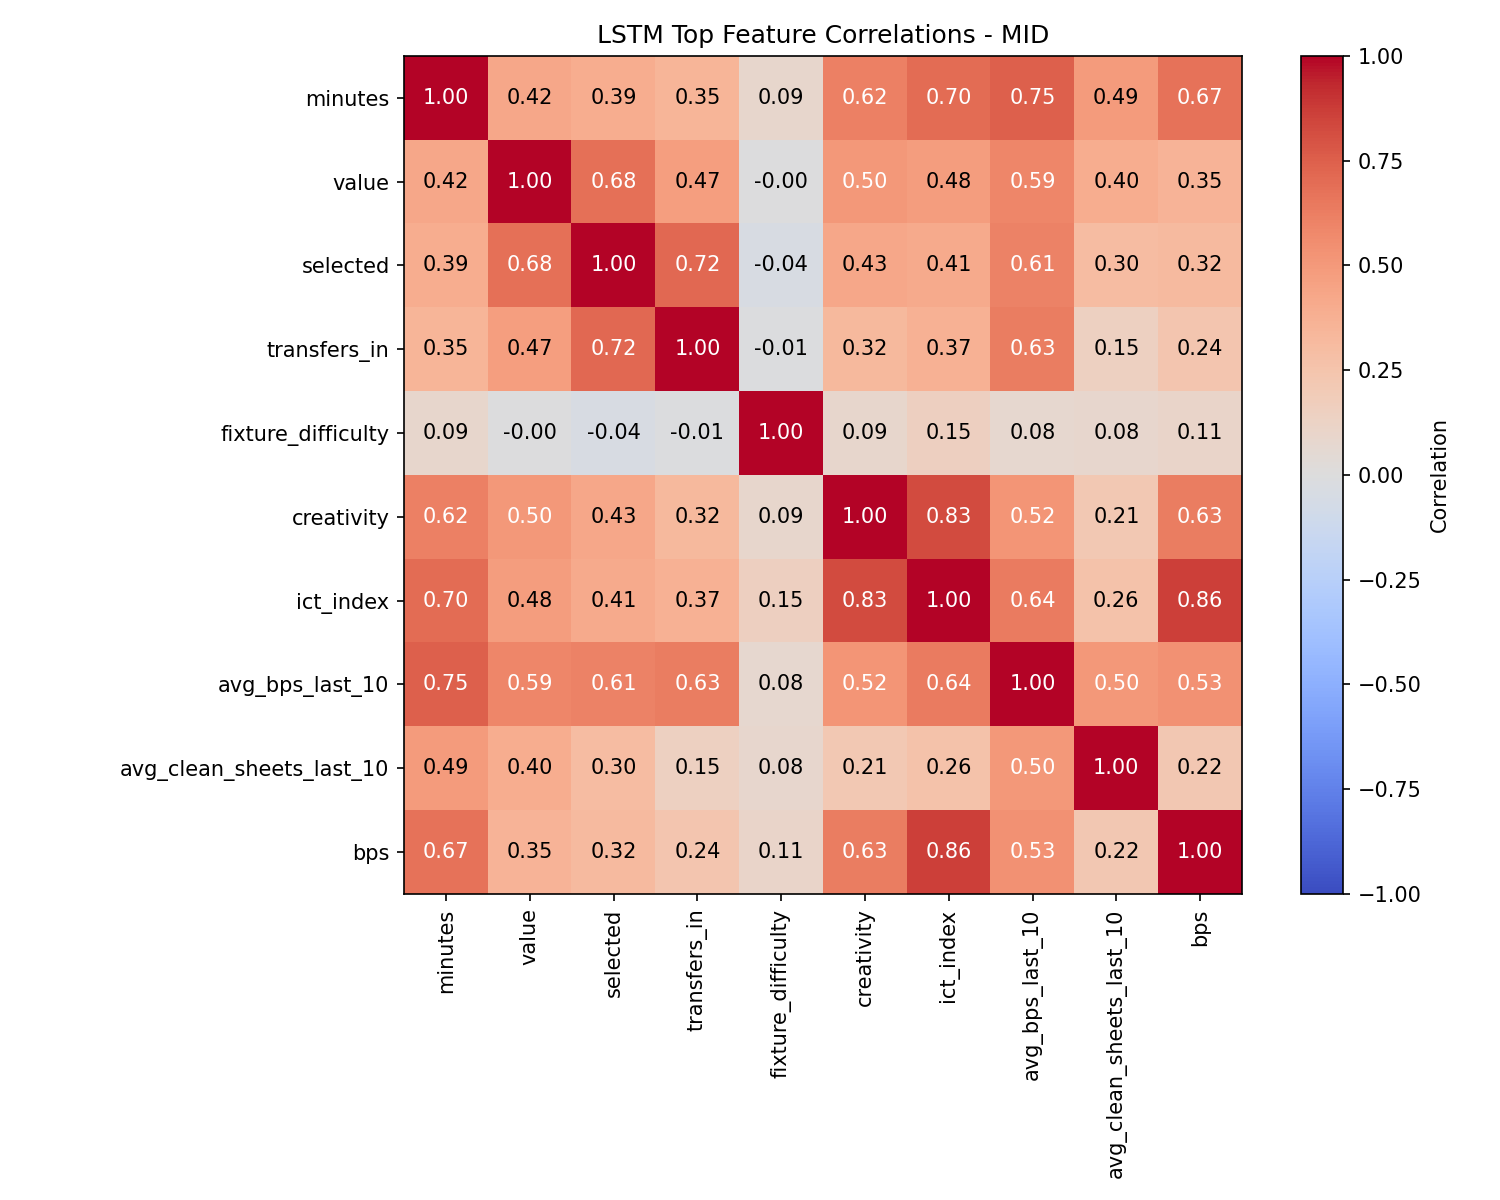 LSTM Top Feature Correlations - MID
minutes 1.00 0.42 0.39 0.35 0.09 0.62 0.70 0.75 0.49 0.67
value 0.42 1.00 0.68 0.47 -0.00 0.50 0.48 0.59 0.40 0.35
selected 0.39 0.68 1.00 0.72 -0.04 0.43 0.41 0.61 0.30 0.32
transfers_in 0.35 0.47 0.72 1.00 -0.01 0.32 0.37 0.63 0.15 0.24
fixture_difficulty 0.09 -0.00 -0.04 -0.01 1.00 0.09 0.15 0.08 0.08 0.11
creativity 0.62 0.50 0.43 0.32 0.09 1.00 0.83 0.52 0.21 0.63
ict_index 0.70 0.48 0.41 0.37 0.15 0.83 1.00 0.64 0.26 0.86
avg_bps_last_10 0.75 0.59 0.61 0.63 0.08 0.52 0.64 1.00 0.50 0.53
avg_clean_sheets_last_10 0.49 0.40 0.30 0.15 0.08 0.21 0.26 0.50 1.00 0.22
bps 0.67 0.35 0.32 0.24 0.11 0.63 0.86 0.53 0.22 1.00
minutes
value
selected
transfers_in
fixture_difficulty
creativity
ict_index
avg_bps_last_10
avg_clean_sheets_last_10
bps
1.00
0.75
0.50
0.25
0.00
−0.25
−0.50
−0.75
−1.00
Correlation